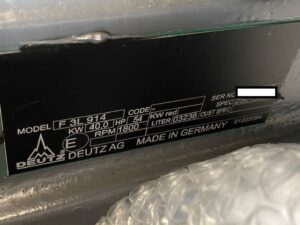 MODEL F 3L 914 CODE - SER NO
KW 40.0 HP 54 KW red SPEC
E RPM 1800 LITER 03236 CUST SPEC
DEUTZ DEUTZ AG MADE IN GERMANY